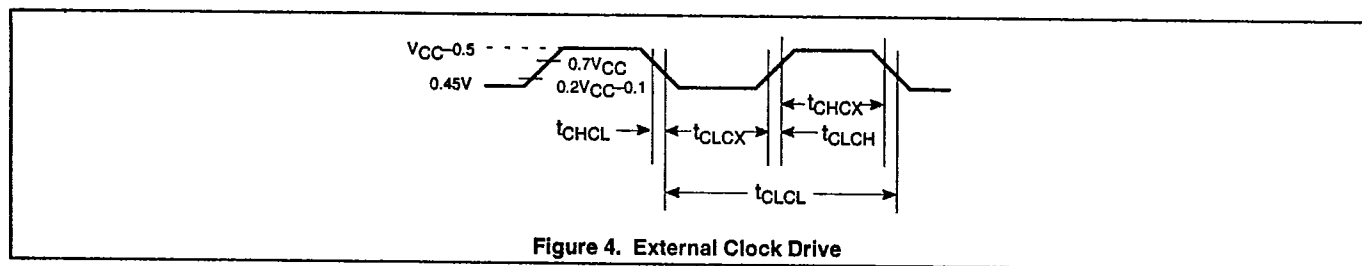 VCC–0.5
0.7VCC
0.45V
0.2VCC–0.1
tCHCX
tCHCL
tCLCX
tCLCH
tCLCL
Figure 4. External Clock Drive